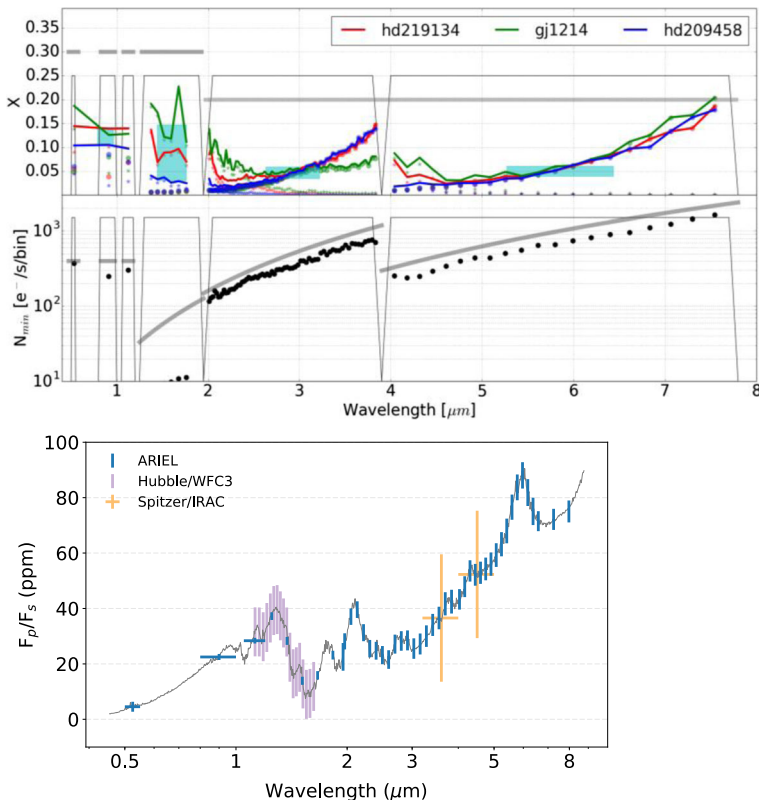 hd219134 gj1214 hd209458
X
0.35
0.30
0.25
0.20
0.15
0.10
0.05
N_min [e⁻/s/bin]
10³
10²
10¹
1 2 3 4 5 6 7 8
Wavelength [μm]
ARIEL
Hubble/WFC3
Spitzer/IRAC
F_p/F_s (ppm)
100
80
60
40
20
0
0.5 1 2 3 5 8
Wavelength (μm)